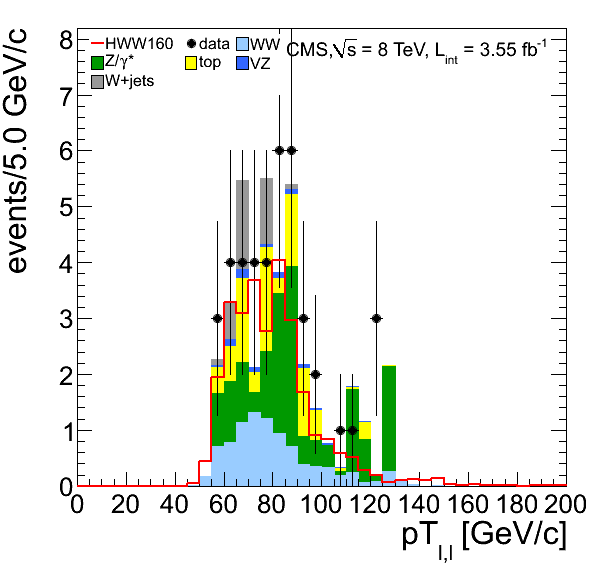 HWW160 data WW CMS,√s = 8 TeV, L_int = 3.55 fb⁻¹
Z/γ* top VZ
W+jets
events/5.0 GeV/c
8
7
6
5
4
3
2
1
0
0 20 40 60 80 100 120 140 160 180 200
pT_l,l [GeV/c]